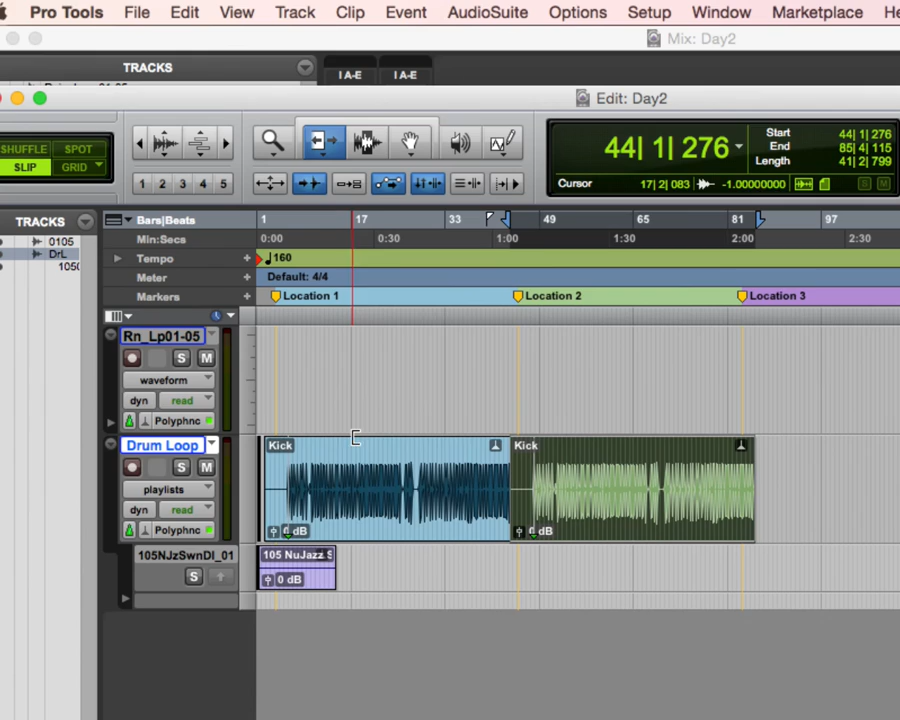 Pro Tools File Edit View Track Clip Event AudioSuite Options Setup Window Marketplace He
Mix: Day2
TRACKS I A-E I A-E
Edit: Day2
SHUFFLE SPOT
SLIP GRID
1 2 3 4 5
44| 1| 276
Start 44| 1| 276
End 85| 4| 115
Length 41| 2| 799
Cursor 17| 2| 083 -1.00000000 S M
TRACKS
0105
DrL
105(
Bars|Beats 1 17 33 49 65 81 97
Min:Secs 0:00 0:30 1:00 1:30 2:00 2:30
Tempo + 160
Meter + Default: 4/4
Markers + Location 1 Location 2 Location 3
Rn_Lp01-05
S M
waveform
dyn read
Polyphnc
Drum Loop Kick Kick
S M
playlists
dyn read
Polyphnc
0 dB 0 dB
105NJzSwnDl_01 105 NuJazz S
S 0 dB